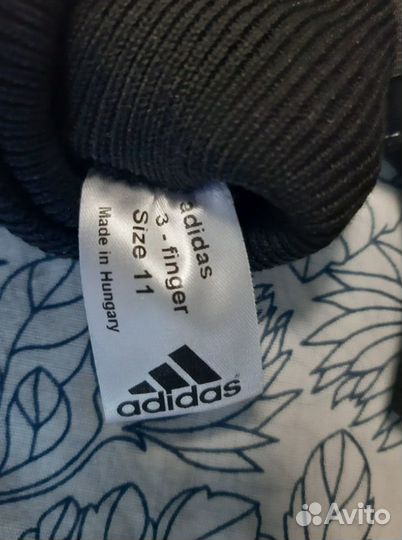 adidas
3 - finger
Size 11
Made in Hungary
adidas
Avito